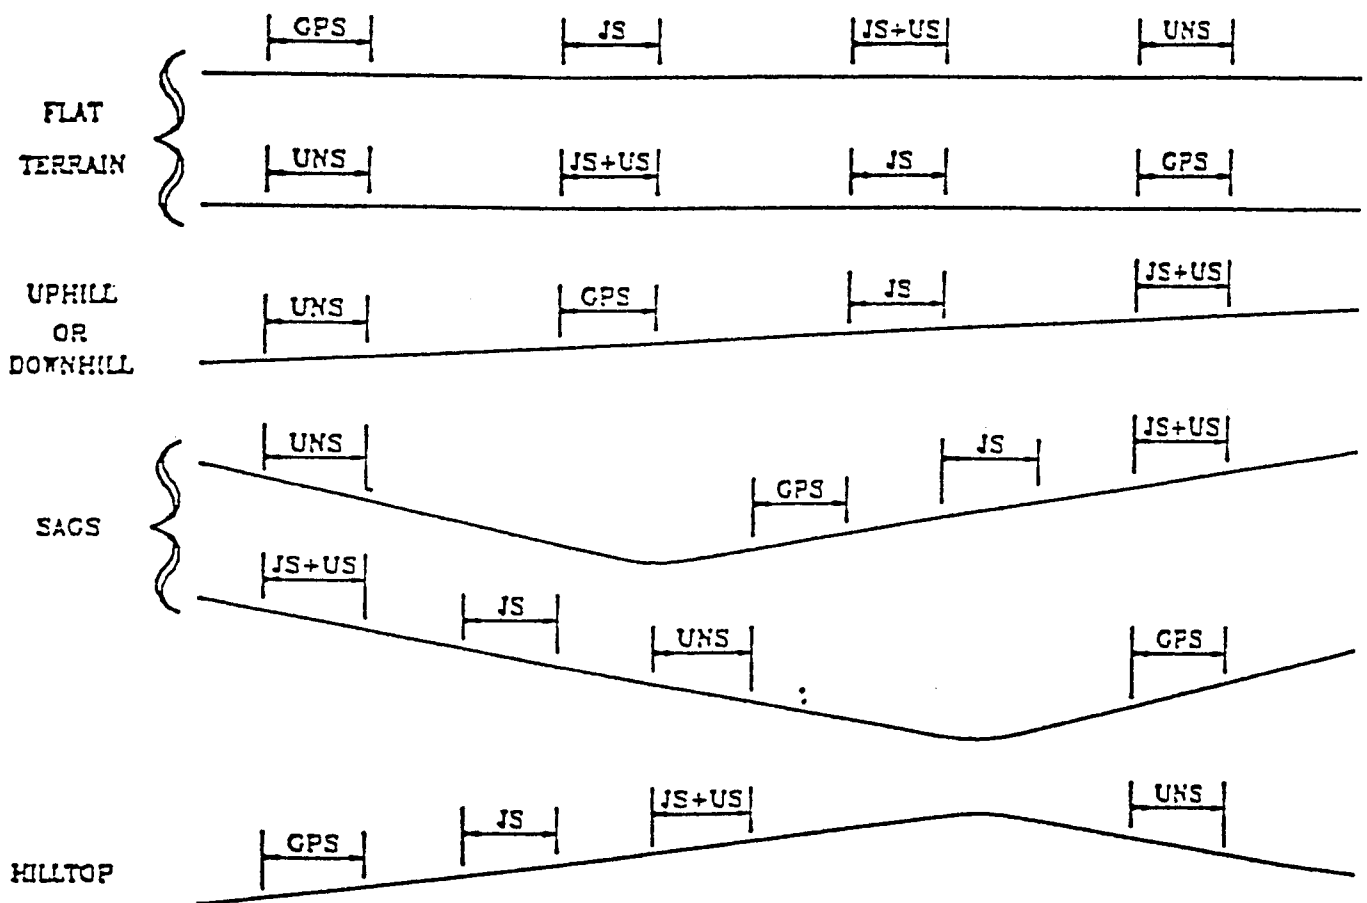 GPS JS JS+US UNS
FLAT
TERRAIN
UNS JS+US JS GPS
UPHILL
OR
DOWNHILL
UNS GPS JS JS+US
SAGS
UNS GPS JS JS+US
JS+US JS UNS GPS
HILLTOP
GPS JS JS+US UNS